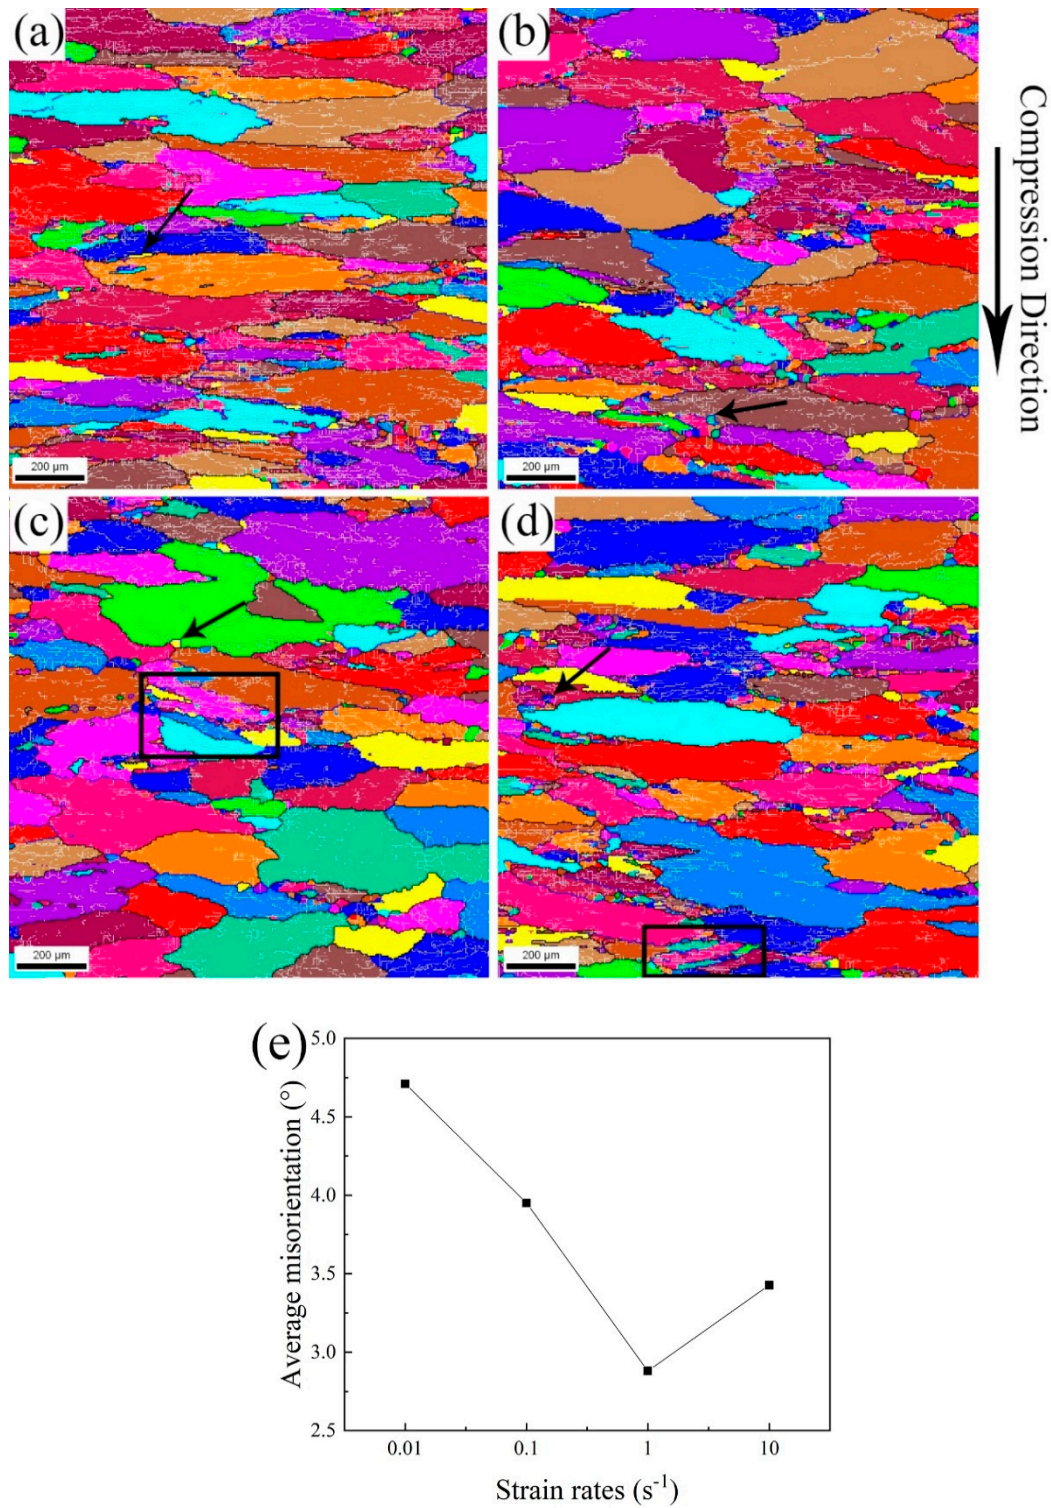 (a)
(b)
Compression Direction
200 µm
200 µm
(c)
(d)
200 µm
200 µm
(e)
5.0
4.5
4.0
3.5
3.0
2.5
Average misorientation (°)
0.01
0.1
1
10
Strain rates (s⁻¹)